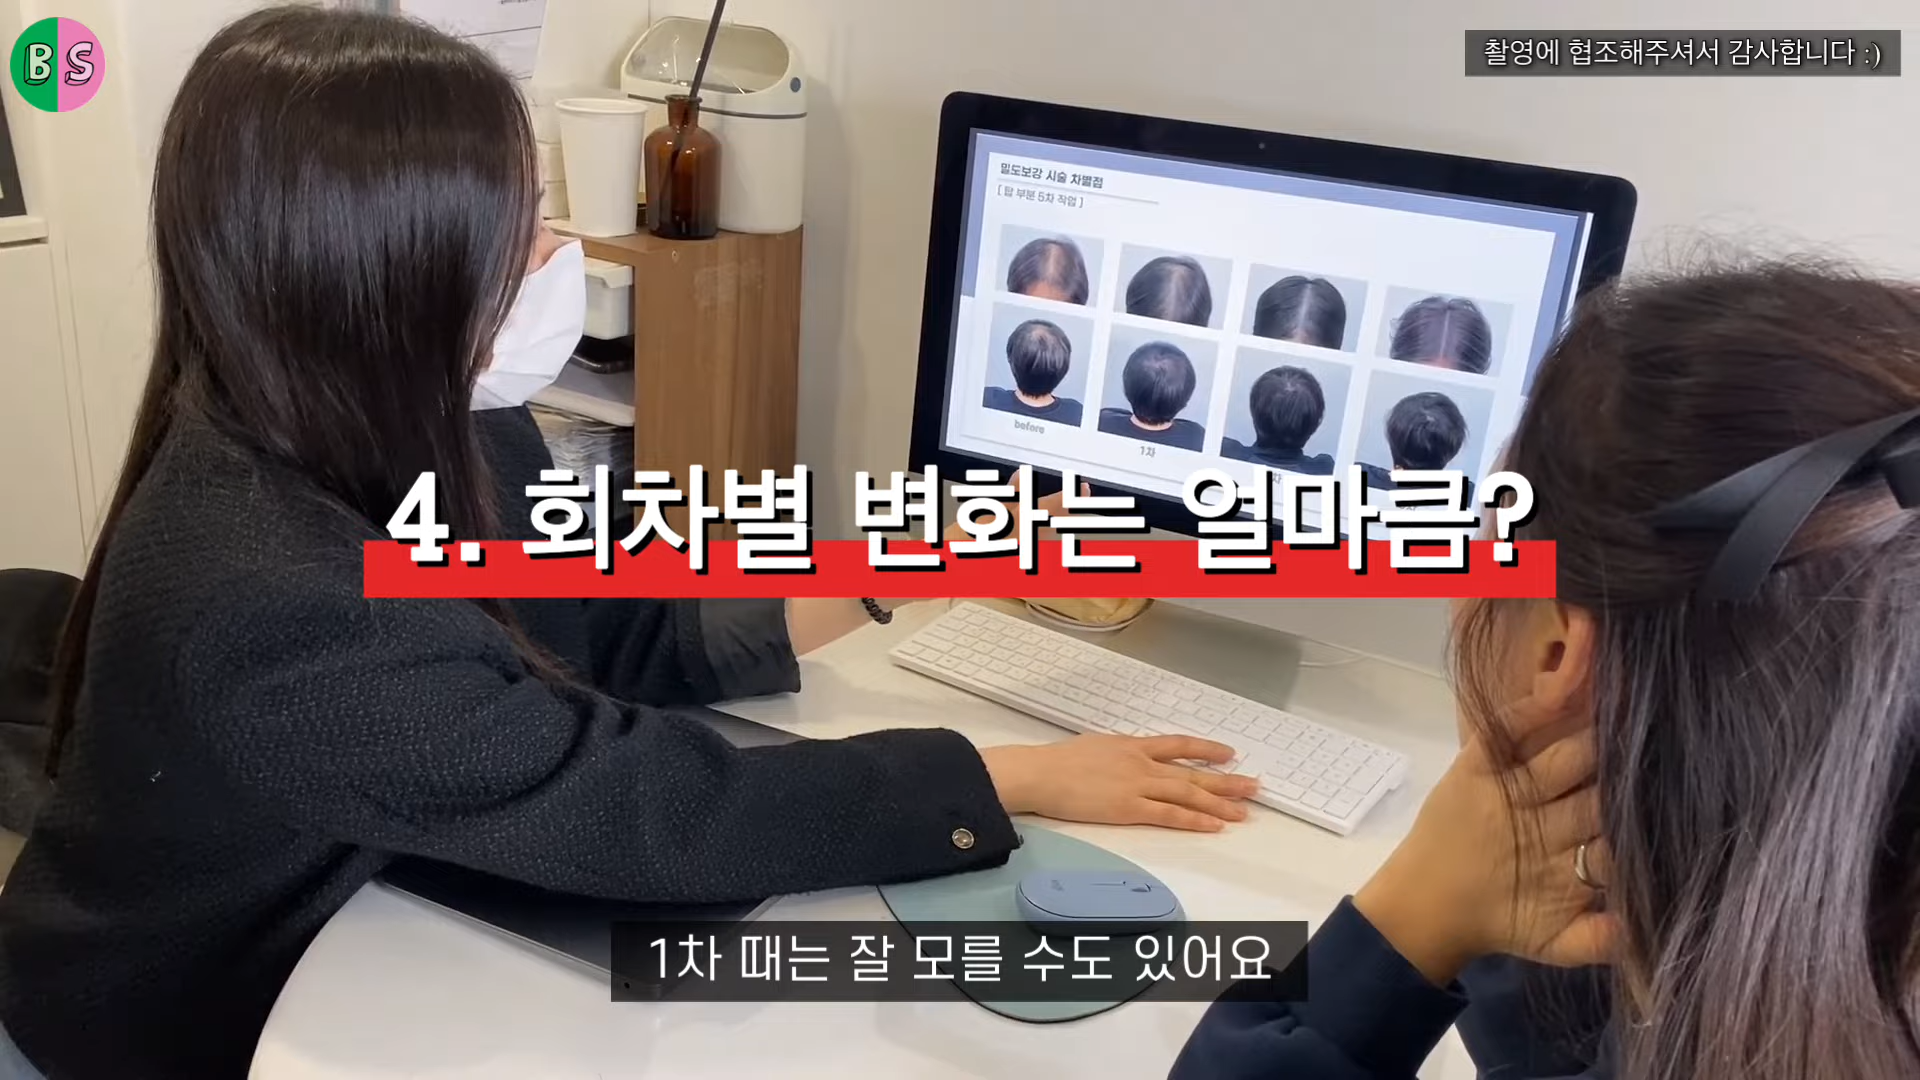 BS
촬영에 협조해주셔서 감사합니다 :)
밀도보강 시술 차별점
[ 탑 부분 5차 작업 ]
before
1차
4. 회차별 변화는 얼마큼?
1차 때는 잘 모를 수도 있어요